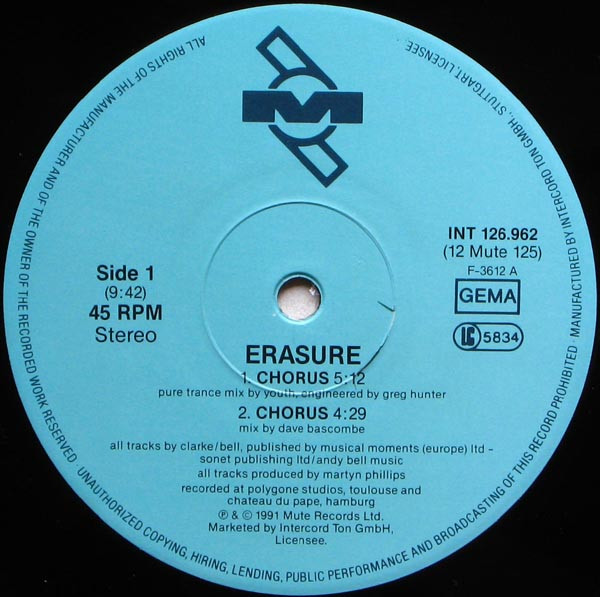 M
INT 126.962
(12 Mute 125)
F-3612 A
GEMA
LC 5834
Side 1
(9:42)
45 RPM
Stereo
ERASURE
1. CHORUS 5:12
pure trance mix by youth, engineered by greg hunter
2. CHORUS 4:29
mix by dave bascombe
all tracks by clarke/bell, published by musical moments (europe) ltd –
sonet publishing ltd/andy bell music
all tracks produced by martyn phillips
recorded at polygone studios, toulouse and
chateau du pape, hamburg
℗ & © 1991 Mute Records Ltd.
Marketed by Intercord Ton GmbH,
Licensee.
ALL RIGHTS OF THE MANUFACTURER AND OF THE OWNER OF THE RECORDED WORK RESERVED · UNAUTHORIZED COPYING, HIRING, LENDING, PUBLIC PERFORMANCE AND BROADCASTING OF THIS RECORD PROHIBITED · MANUFACTURED BY INTERCORD TON GMBH., STUTTGART, LICENSEE.